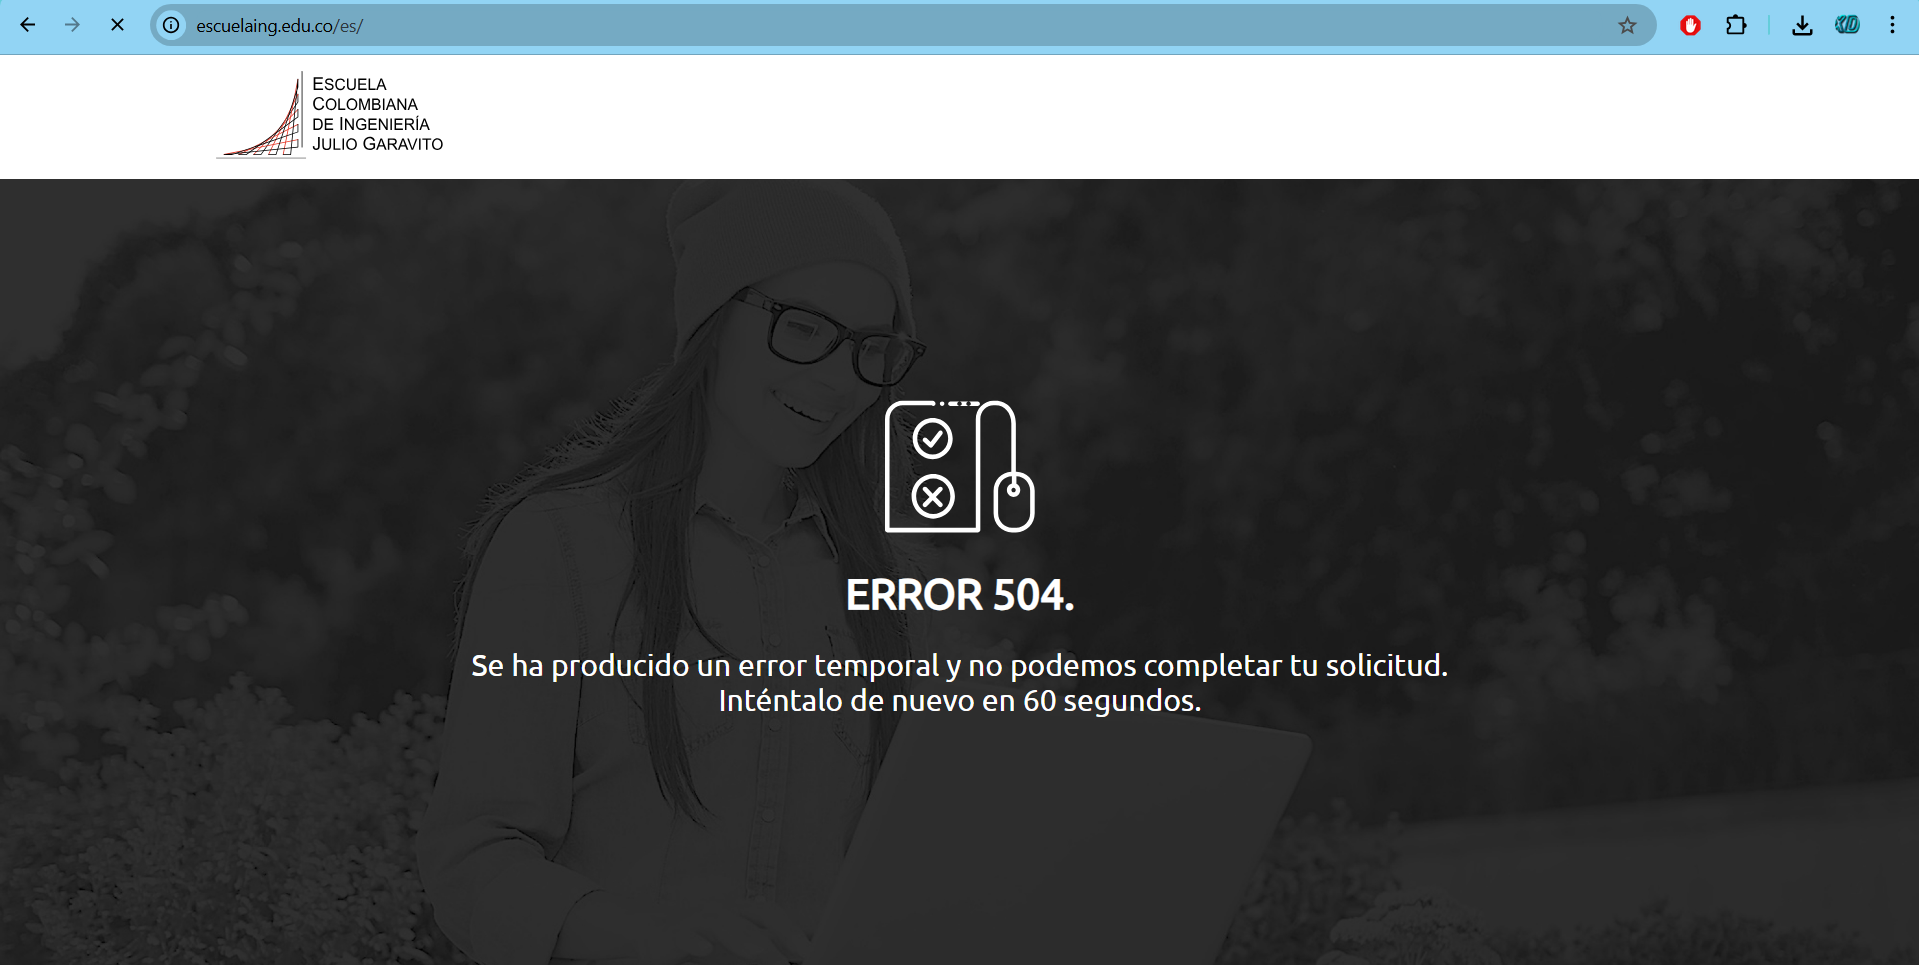 escuelaing.edu.co/es/
ESCUELA
COLOMBIANA
DE INGENIERÍA
JULIO GARAVITO
ERROR 504.
Se ha producido un error temporal y no podemos completar tu solicitud.
Inténtalo de nuevo en 60 segundos.